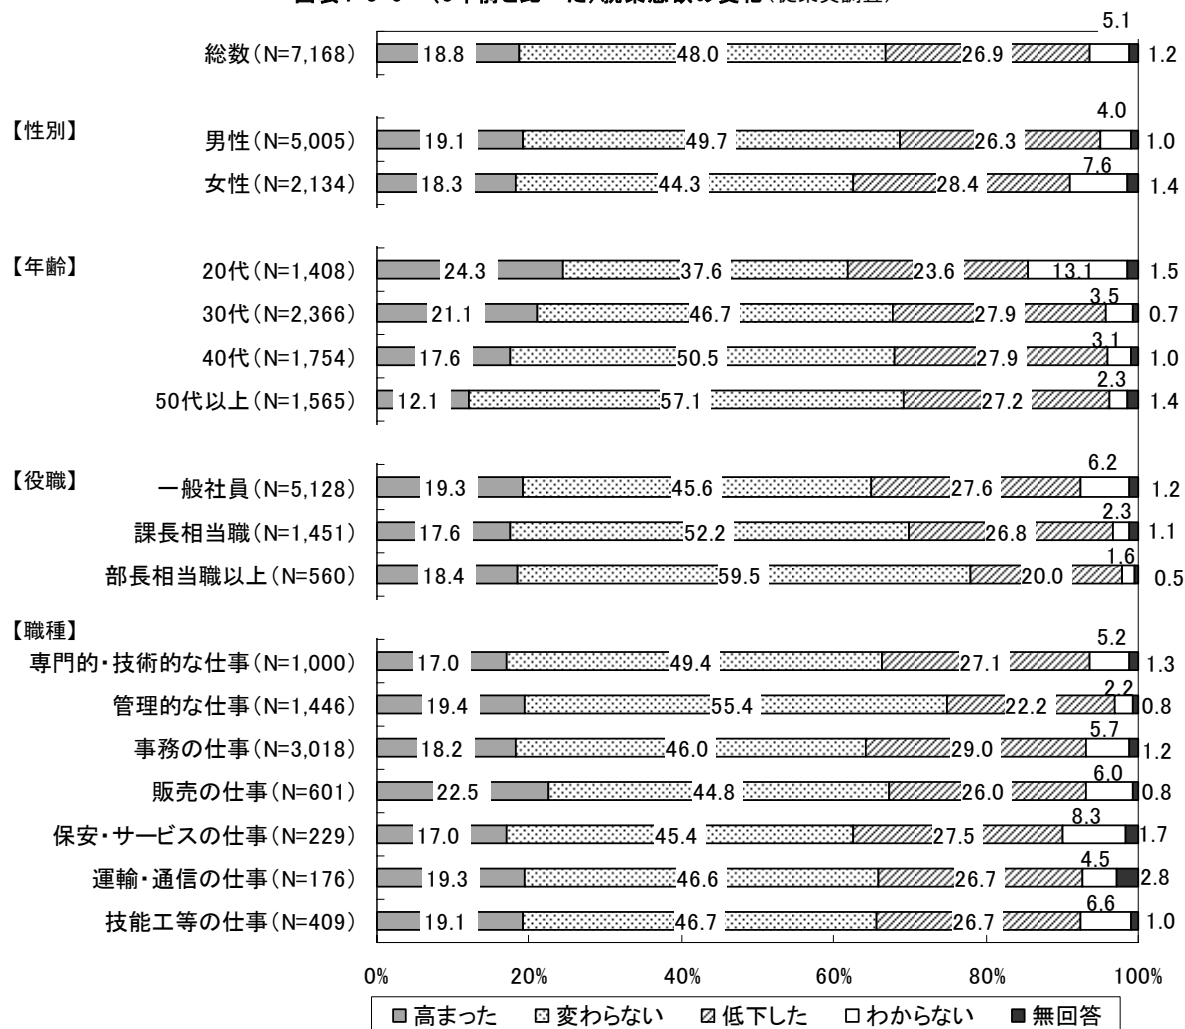 5.1
総数(N=7,168) 18.8 48.0 26.9 1.2
4.0
【性別】 男性(N=5,005) 19.1 49.7 26.3 1.0
7.6
女性(N=2,134) 18.3 44.3 28.4 1.4
【年齢】 20代(N=1,408) 24.3 37.6 23.6 13.1 1.5
3.5
30代(N=2,366) 21.1 46.7 27.9 0.7
3.1
40代(N=1,754) 17.6 50.5 27.9 1.0
2.3
50代以上(N=1,565) 12.1 57.1 27.2 1.4
6.2
【役職】 一般社員(N=5,128) 19.3 45.6 27.6 1.2
2.3
課長相当職(N=1,451) 17.6 52.2 26.8 1.1
1.6
部長相当職以上(N=560) 18.4 59.5 20.0 0.5
【職種】
5.2
専門的・技術的な仕事(N=1,000) 17.0 49.4 27.1 1.3
2.2
管理的な仕事(N=1,446) 19.4 55.4 22.2 0.8
5.7
事務の仕事(N=3,018) 18.2 46.0 29.0 1.2
6.0
販売の仕事(N=601) 22.5 44.8 26.0 0.8
8.3
保安・サービスの仕事(N=229) 17.0 45.4 27.5 1.7
4.5
運輸・通信の仕事(N=176) 19.3 46.6 26.7 2.8
6.6
技能工等の仕事(N=409) 19.1 46.7 26.7 1.0
0% 20% 40% 60% 80% 100%
高まった 変わらない 低下した わからない 無回答